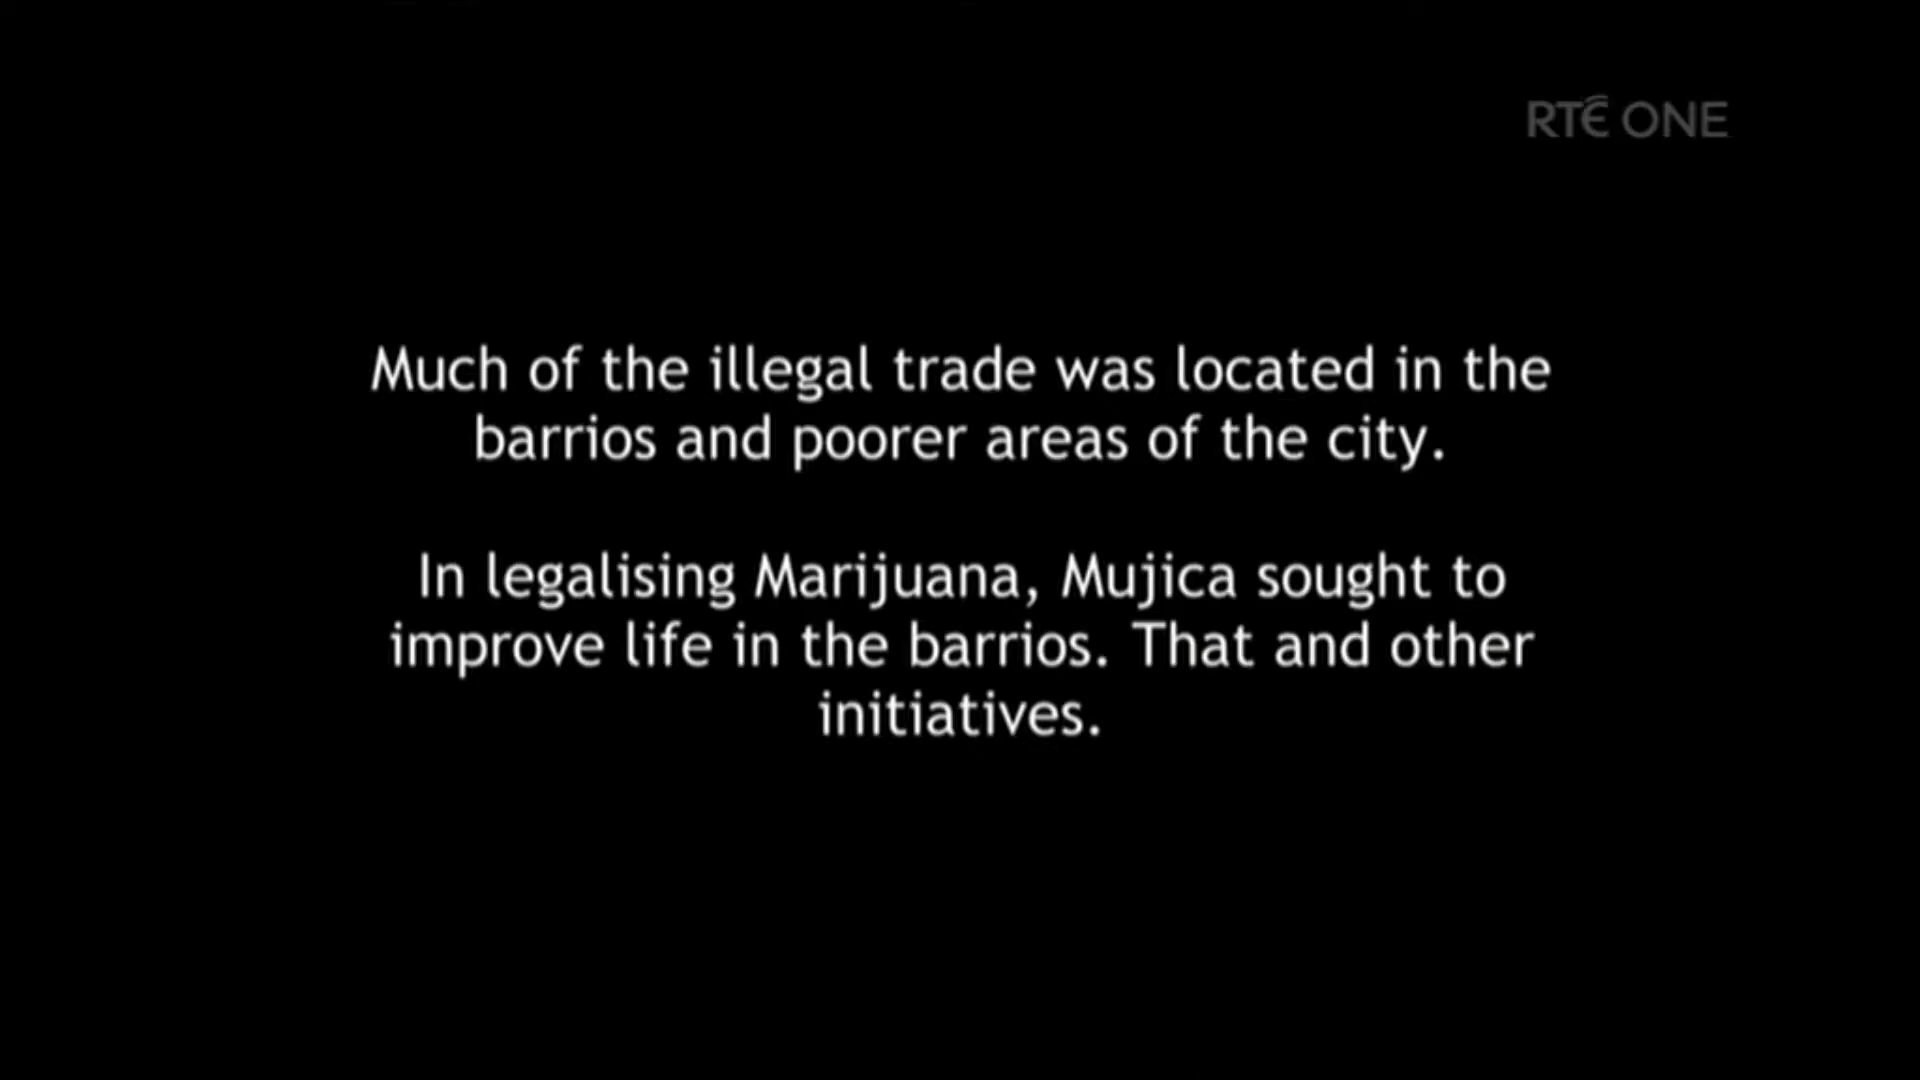 RTÉ ONE
Much of the illegal trade was located in the
barrios and poorer areas of the city.
In legalising Marijuana, Mujica sought to
improve life in the barrios. That and other
initiatives.